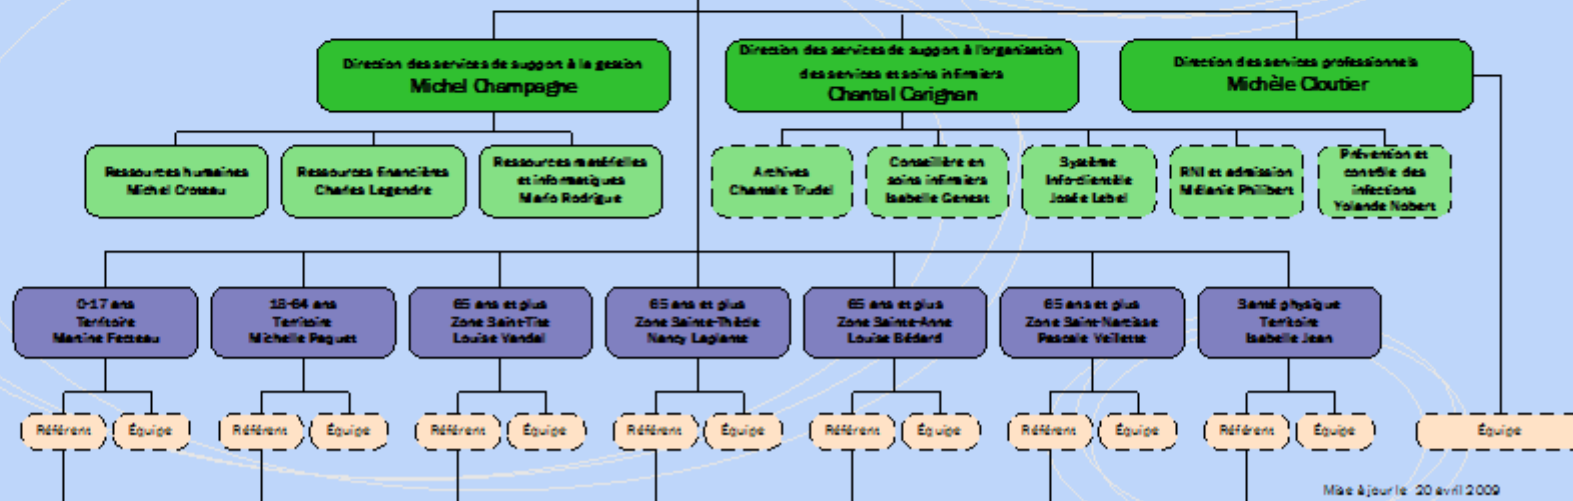 Direction des services de support à la gestion
Michel Champagne
Direction des services de support à l'organisation
des services et soins infirmiers
Chantal Carignan
Direction des services professionnels
Michèle Cloutier
Ressources humaines
Michel Croteau
Ressources financières
Charles Legendre
Ressources matérielles
et informatiques
Mario Rodrigue
Archives
Chantale Trudel
Conseillère en
soins infirmiers
Isabelle Genest
Système
Info-clientèle
Josée Lebel
RNI et admission
Mélanie Philibert
Prévention et
contrôle des
infections
Yolande Nobert
0-17 ans
Territoire
Martine Fecteau
18-64 ans
Territoire
Michelle Paquet
65 ans et plus
Zone Saint-Tite
Louise Vandal
65 ans et plus
Zone Sainte-Thècle
Nancy Laplante
65 ans et plus
Zone Sainte-Anne
Louise Bédard
65 ans et plus
Zone Saint-Narcisse
Pascale Veillette
Santé physique
Territoire
Isabelle Jean
Référent
Équipe
Référent
Équipe
Référent
Équipe
Référent
Équipe
Référent
Équipe
Référent
Équipe
Référent
Équipe
Équipe
Mise à jour le 20 avril 2009